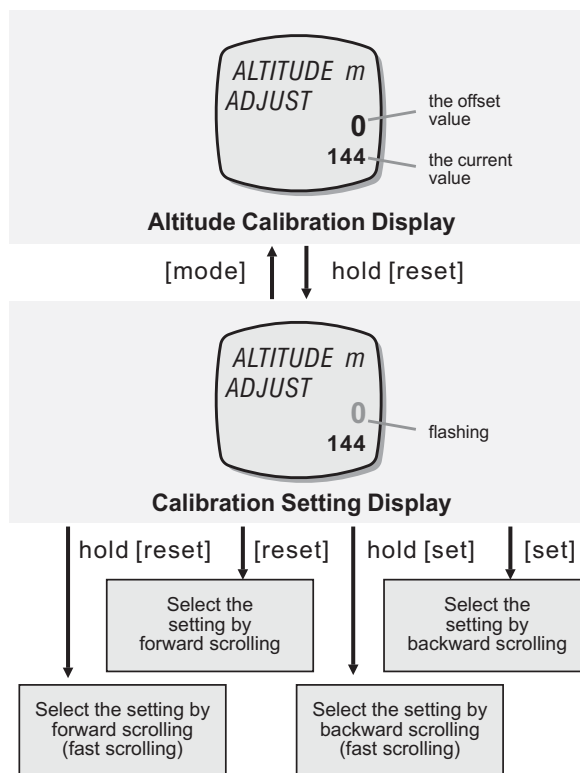 ALTITUDE m
ADJUST
0
144
the offset
value
the current
value
Altitude Calibration Display
[mode]
hold [reset]
ALTITUDE m
ADJUST
0
144
flashing
Calibration Setting Display
hold [reset]
[reset]
hold [set]
[set]
Select the
setting by
forward scrolling
Select the
setting by
backward scrolling
Select the setting by
forward scrolling
(fast scrolling)
Select the setting by
backward scrolling
(fast scrolling)